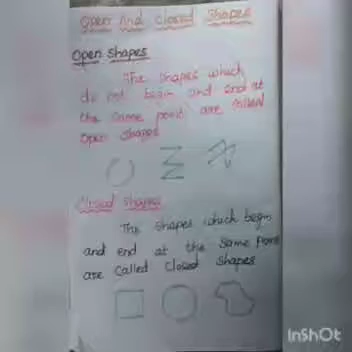 Open And Closed Shapes
Open Shapes
The shapes which
do not begin and end at
the same point are called
open shapes
Closed Shapes
The shapes which begin
and end at the same point
are called Closed Shapes
InShOt